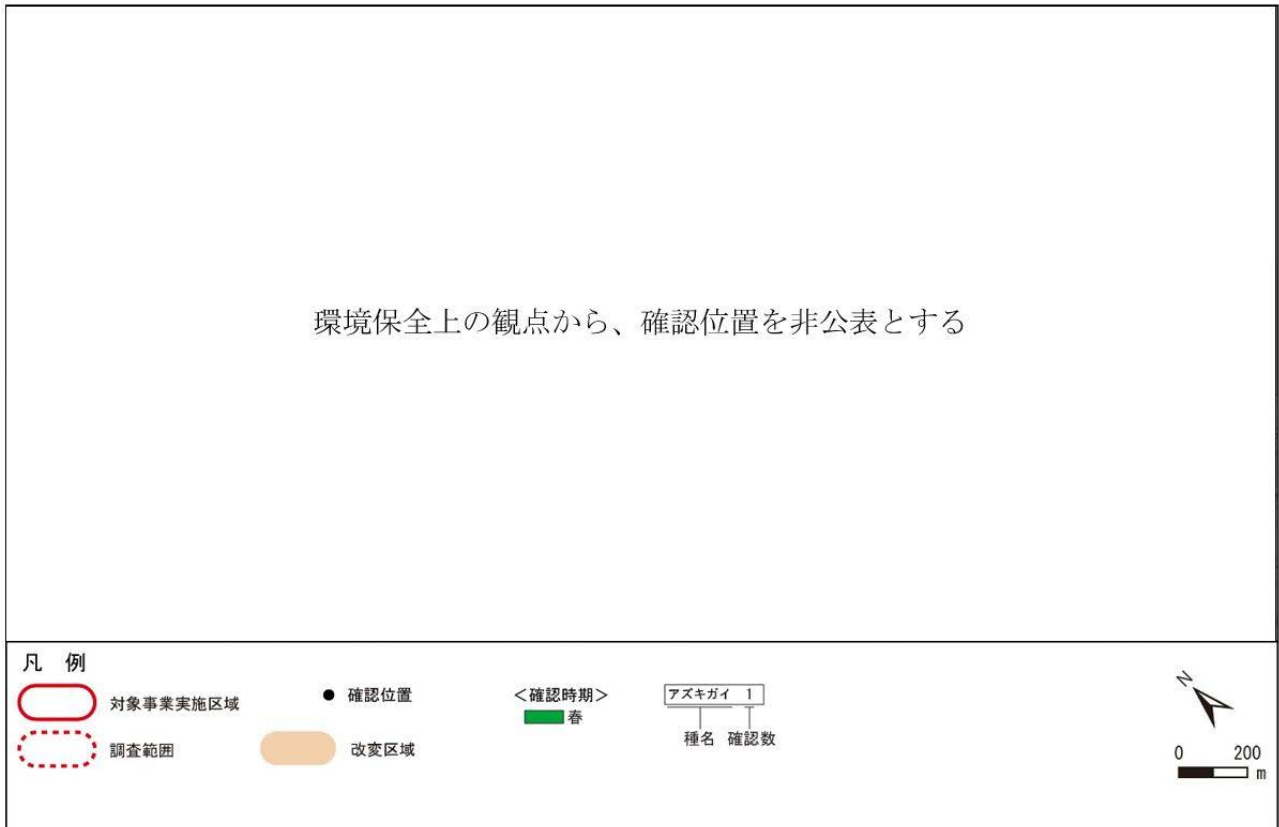 環境保全上の観点から、確認位置を非公表とする
凡 例
対象事業実施区域
確認位置
＜確認時期＞
春
アズキガイ 1
種名 確認数
調査範囲
改変区域
N
0 200
m